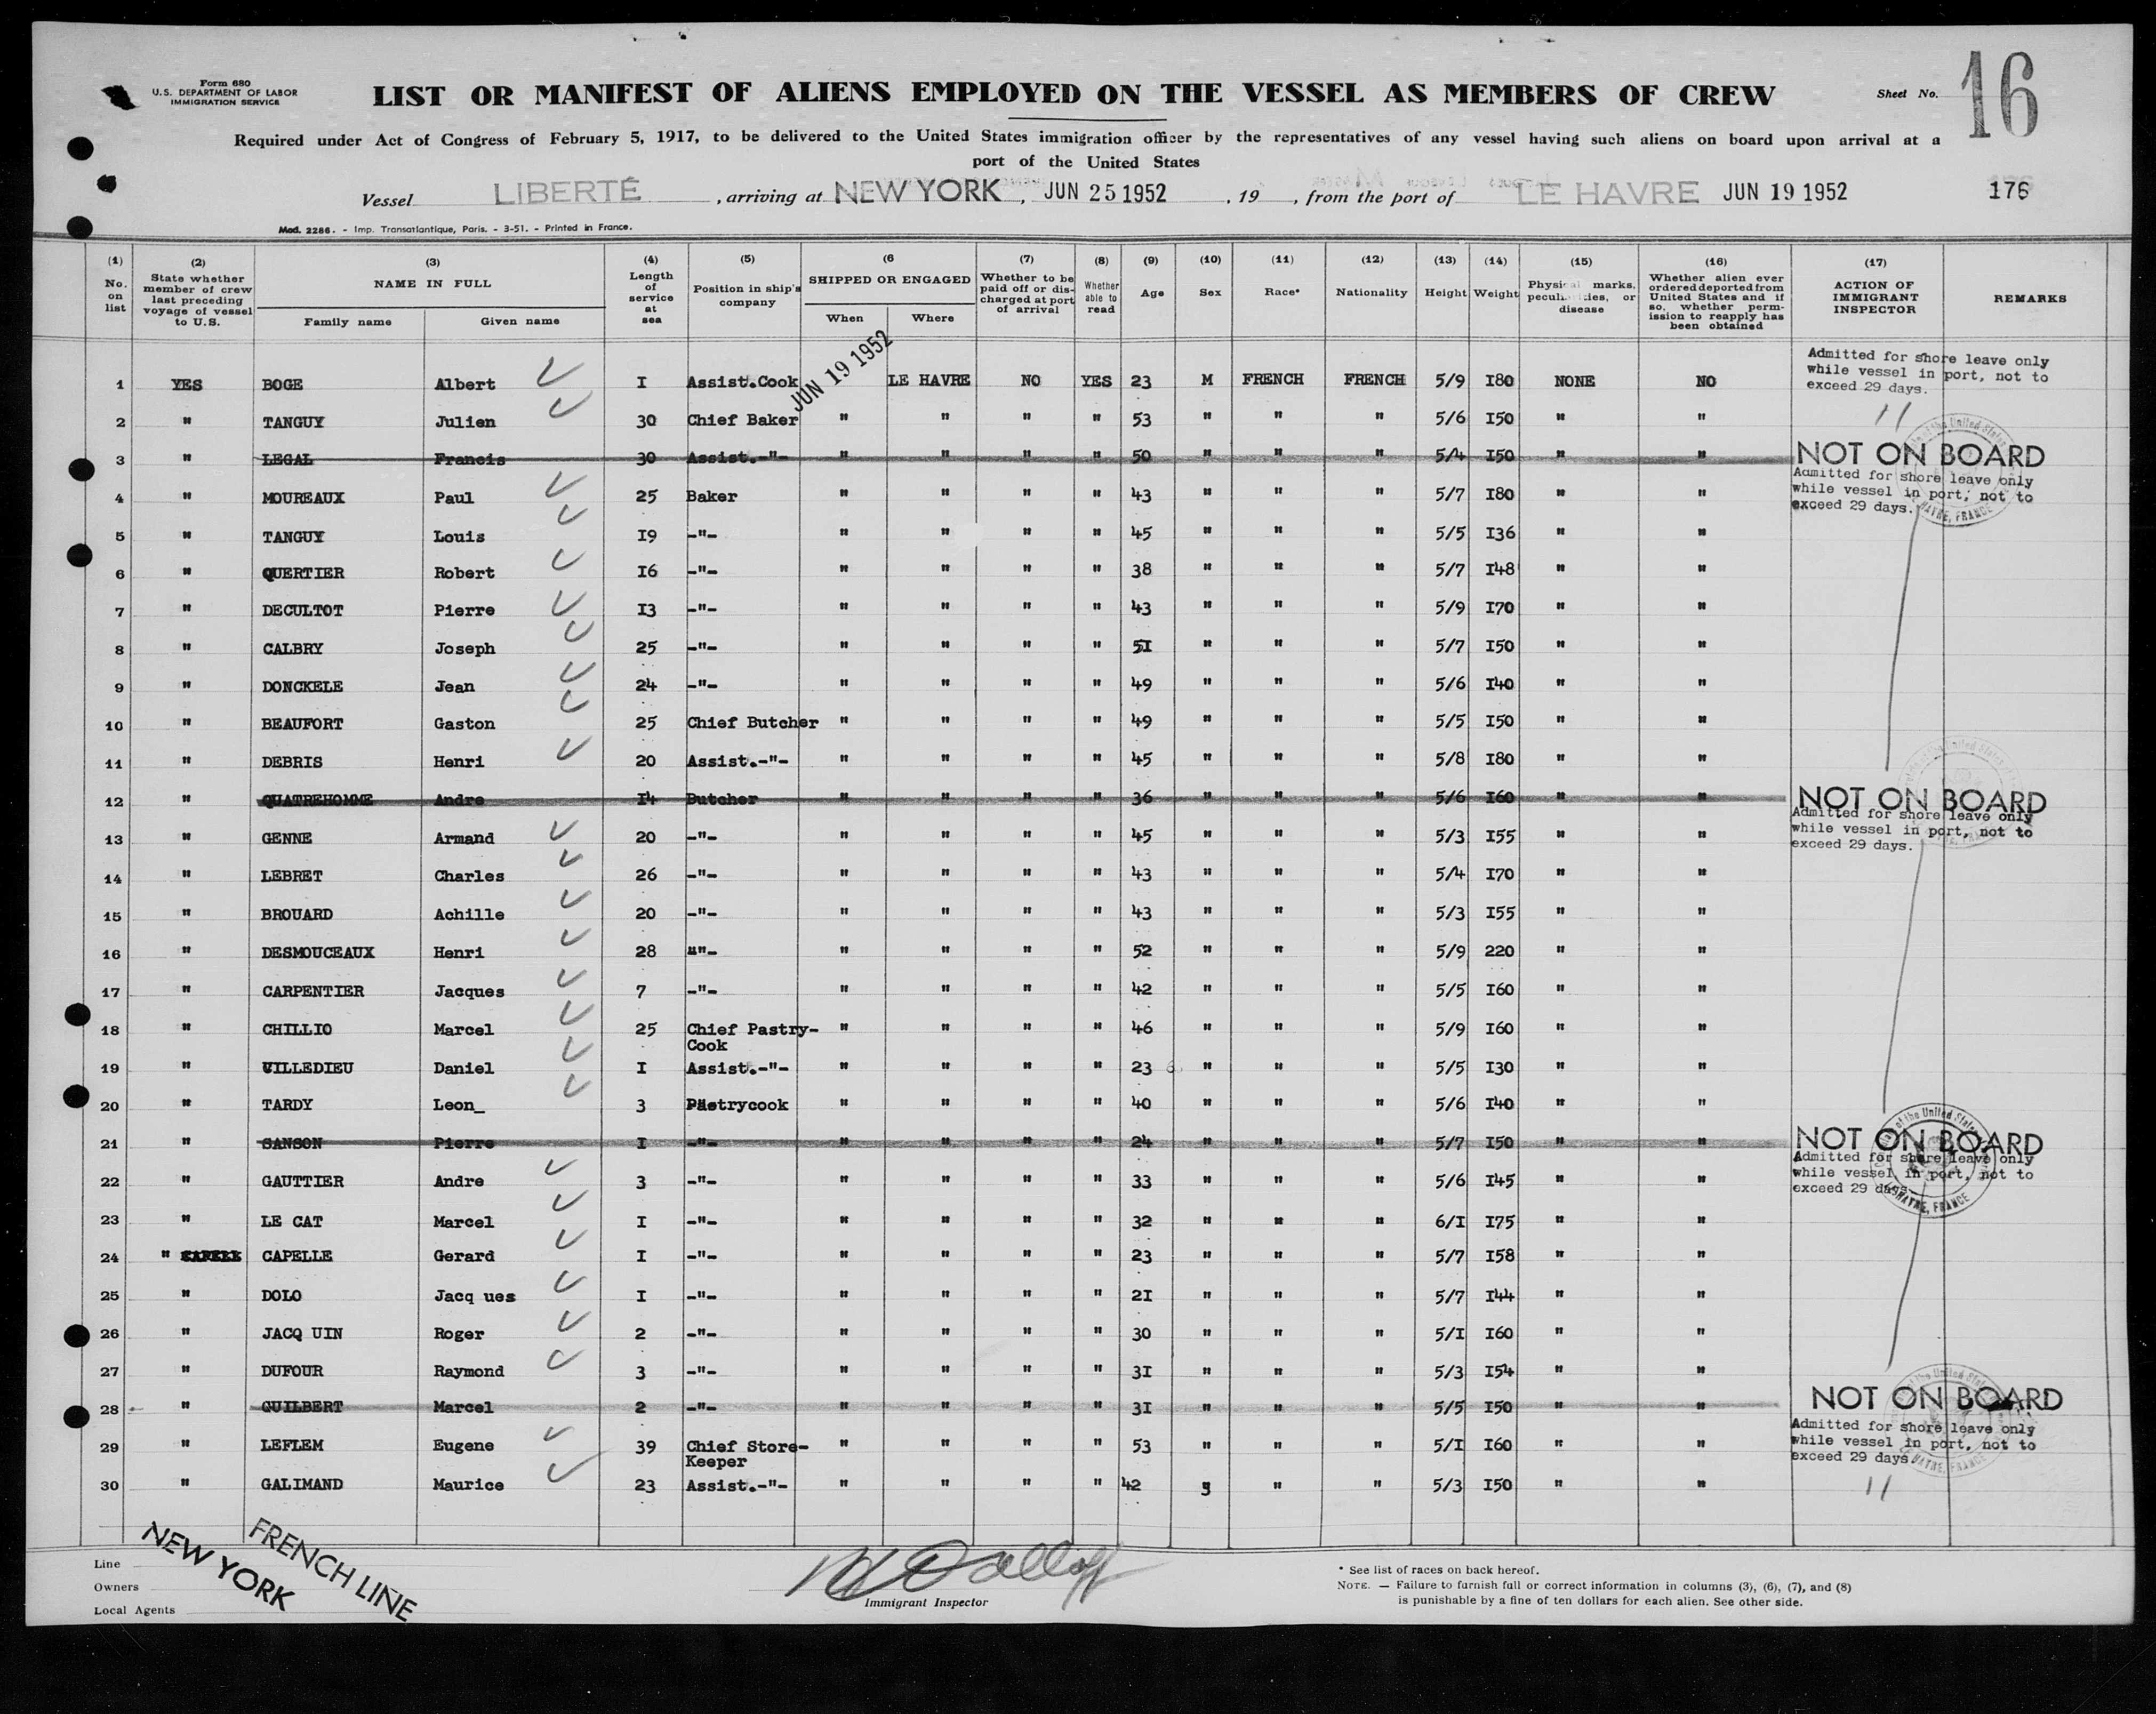 Form 680
U.S. DEPARTMENT OF LABOR
IMMIGRATION SERVICE
LIST OR MANIFEST OF ALIENS EMPLOYED ON THE VESSEL AS MEMBERS OF CREW
Sheet No. 16
Required under Act of Congress of February 5, 1917, to be delivered to the United States immigration officer by the representatives of any vessel having such aliens on board upon arrival at a
port of the United States
Vessel LIBERTÉ, arriving at NEW YORK, JUN 25 1952, 19 , from the port of LE HAVRE JUN 19 1952 176
Mod. 2286. - Imp. Transatlantique, Paris. - 3-51. - Printed in France.
(1) No. on list (2) State whether member of crew last preceding voyage of vessel to U.S. (3) NAME IN FULL Family name Given name (4) Length of service at sea (5) Position in ship's company (6 SHIPPED OR ENGAGED When Where (7) Whether to be paid off or discharged at port of arrival (8) Whether able to read (9) Age (10) Sex (11) Race* (12) Nationality (13) Height (14) Weight (15) Physical marks, peculiarities, or disease (16) Whether alien ever ordered deported from United States and if so, whether permission to reapply has been obtained (17) ACTION OF IMMIGRANT INSPECTOR REMARKS
1 YES BOGE Albert I Assist.Cook JUN 19 1952 LE HAVRE NO YES 23 M FRENCH FRENCH 5/9 I80 NONE NO Admitted for shore leave only while vessel in port, not to exceed 29 days.
2 " TANGUY Julien 30 Chief Baker " " " " 53 " " " 5/6 I50 " " "
3 " LEGAL Francis 30 Assist.-"- " " " " 50 " " " 5/4 I50 " " NOT ON BOARD
4 " MOUREAUX Paul 25 Baker " " " " 43 " " " 5/7 I80 " " Admitted for shore leave only while vessel in port, not to exceed 29 days.
5 " TANGUY Louis I9 -"- " " " " 45 " " " 5/5 I36 " "
6 " QUERTIER Robert I6 -"- " " " " 38 " " " 5/7 I48 " "
7 " DECULTOT Pierre I3 -"- " " " " 43 " " " 5/9 I70 " "
8 " CALBRY Joseph 25 -"- " " " " 5I " " " 5/7 I50 " "
9 " DONCKELE Jean 24 -"- " " " " 49 " " " 5/6 I40 " "
10 " BEAUFORT Gaston 25 Chief Butcher " " " " 49 " " " 5/5 I50 " "
11 " DEBRIS Henri 20 Assist.-"- " " " " 45 " " " 5/8 I80 " "
12 " QUATREHOMME Andre I4 Butcher " " " " 36 " " " 5/6 I60 " " NOT ON BOARD
13 " GENNE Armand 20 -"- " " " " 45 " " " 5/3 I55 " " Admitted for shore leave only while vessel in port, not to exceed 29 days.
14 " LEBRET Charles 26 -"- " " " " 43 " " " 5/4 I70 " "
15 " BROUARD Achille 20 -"- " " " " 43 " " " 5/3 I55 " "
16 " DESMOUCEAUX Henri 28 "- " " " " 52 " " " 5/9 220 " "
17 " CARPENTIER Jacques 7 -"- " " " " 42 " " " 5/5 I60 " "
18 " CHILLIO Marcel 25 Chief Pastry-Cook " " " " 46 " " " 5/9 I60 " "
19 " VILLEDIEU Daniel I Assist.-"- " " " " 23 " " " 5/5 I30 " "
20 " TARDY Leon_ 3 Pastrycook " " " " 40 " " " 5/6 I40 " "
21 " SANSON Pierre I -"- " " " " 24 " " " 5/7 I50 " " NOT ON BOARD
22 " GAUTTIER Andre 3 -"- " " " " 33 " " " 5/6 I45 " " Admitted for shore leave only while vessel in port, not to exceed 29 days
23 " LE CAT Marcel I -"- " " " " 32 " " " 6/I I75 " "
24 " CAPELLE Gerard I -"- " " " " 23 " " " 5/7 I58 " "
25 " DOLO Jacq ues I -"- " " " " 2I " " " 5/7 I44 " "
26 " JACQ UIN Roger 2 -"- " " " " 30 " " " 5/I I60 " "
27 " DUFOUR Raymond 3 -"- " " " " 3I " " " 5/3 I54 " "
28 " GUILBERT Marcel 2 -"- " " " " 3I " " " 5/5 I50 " " NOT ON BOARD
29 " LEFLEM Eugene 39 Chief Store-Keeper " " " " 53 " " " 5/I I60 " " Admitted for shore leave only while vessel in port, not to exceed 29 days.
30 " GALIMAND Maurice 23 Assist.-"- " " " " 42 " " " 5/3 I50 " " "
Line
Owners
Local Agents
NEW YORK
FRENCH LINE
Immigrant Inspector
* See list of races on back hereof.
NOTE. — Failure to furnish full or correct information in columns (3), (6), (7), and (8)
is punishable by a fine of ten dollars for each alien. See other side.